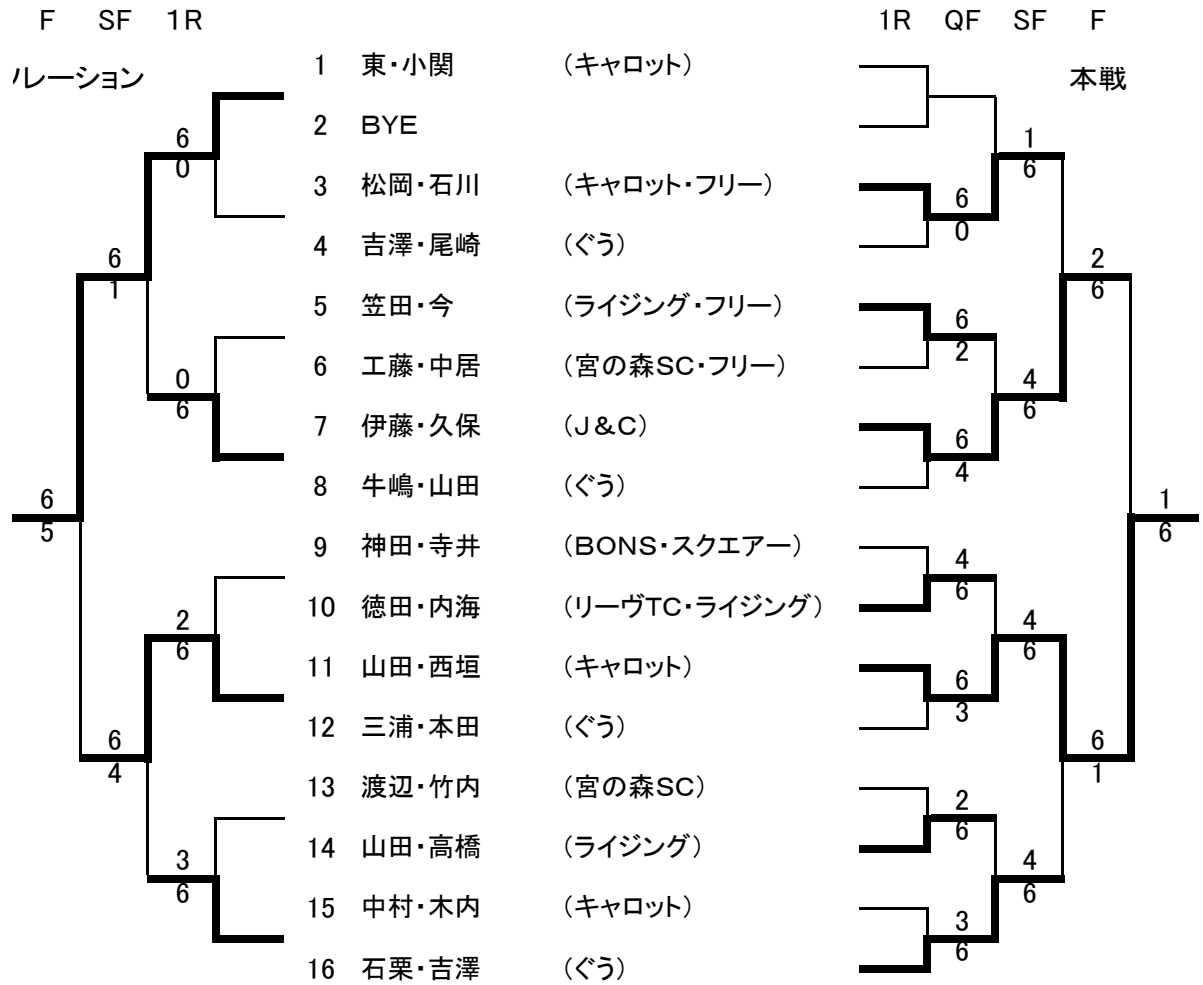 F SF 1R 1R QF SF F
ルーション 本戦
1 東・小関 (キャロット)
6
2 BYE
0 1
6
3 松岡・石川 (キャロット・フリー)
6
0
4 吉澤・尾崎 (ぐう)
6 2
1 6
5 笠田・今 (ライジング・フリー)
6
2
6 工藤・中居 (宮の森SC・フリー)
0 4
6 6
7 伊藤・久保 (J&C)
6
4
8 牛嶋・山田 (ぐう)
6 1
5 6
9 神田・寺井 (BONS・スクエアー)
4
6
10 徳田・内海 (リーヴTC・ライジング)
2 4
6 6
11 山田・西垣 (キャロット)
6
3
12 三浦・本田 (ぐう)
6 6
4 1
13 渡辺・竹内 (宮の森SC)
2
6
14 山田・高橋 (ライジング)
3 4
6 6
15 中村・木内 (キャロット)
3
6
16 石栗・吉澤 (ぐう)